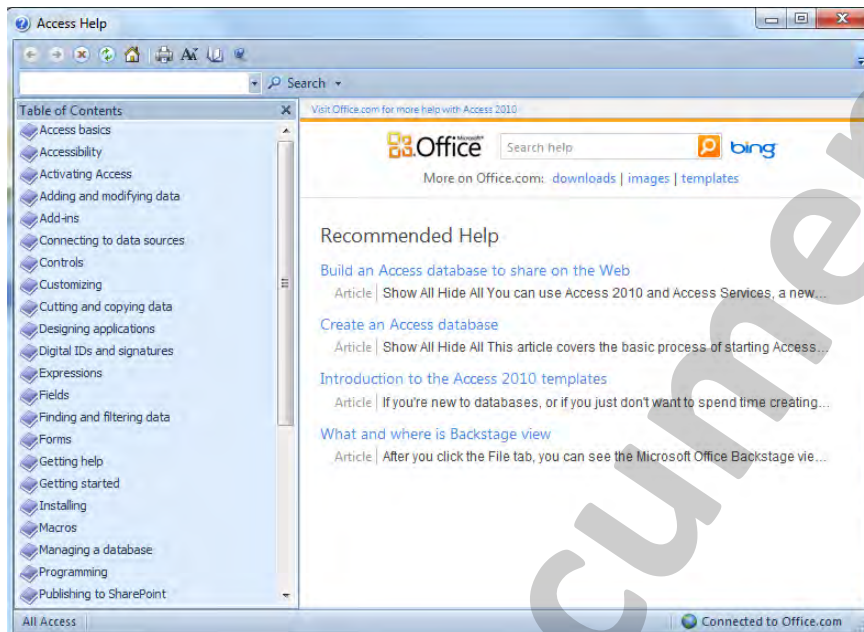 Access Help
Search
Table of Contents
Access basics
Accessibility
Activating Access
Adding and modifying data
Add-ins
Connecting to data sources
Controls
Customizing
Cutting and copying data
Designing applications
Digital IDs and signatures
Expressions
Fields
Finding and filtering data
Forms
Getting help
Getting started
Installing
Macros
Managing a database
Programming
Publishing to SharePoint
Visit Office.com for more help with Access 2010
Microsoft®
Office
Search help
bing
More on Office.com: downloads | images | templates
Recommended Help
Build an Access database to share on the Web
Article | Show All Hide All You can use Access 2010 and Access Services, a new...
Create an Access database
Article | Show All Hide All This article covers the basic process of starting Access...
Introduction to the Access 2010 templates
Article | If you're new to databases, or if you just don't want to spend time creating...
What and where is Backstage view
Article | After you click the File tab, you can see the Microsoft Office Backstage vie...
All Access
Connected to Office.com